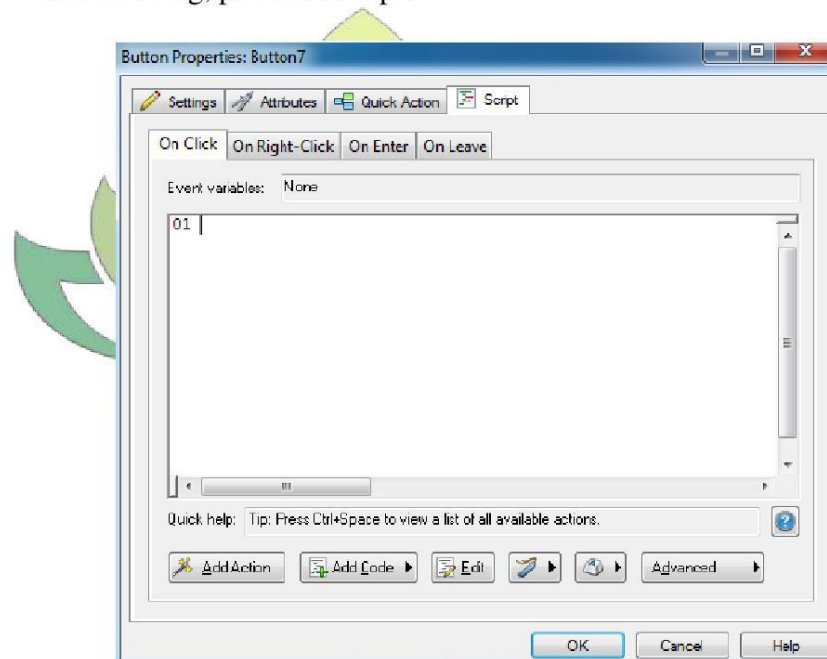 Button Properties: Button7
Settings Attributes Quick Action Script
On Click On Right-Click On Enter On Leave
Event variables: None
01
Quick help: Tip: Press Ctrl+Space to view a list of all available actions.
Add Action Add Code Edit Advanced
OK Cancel Help